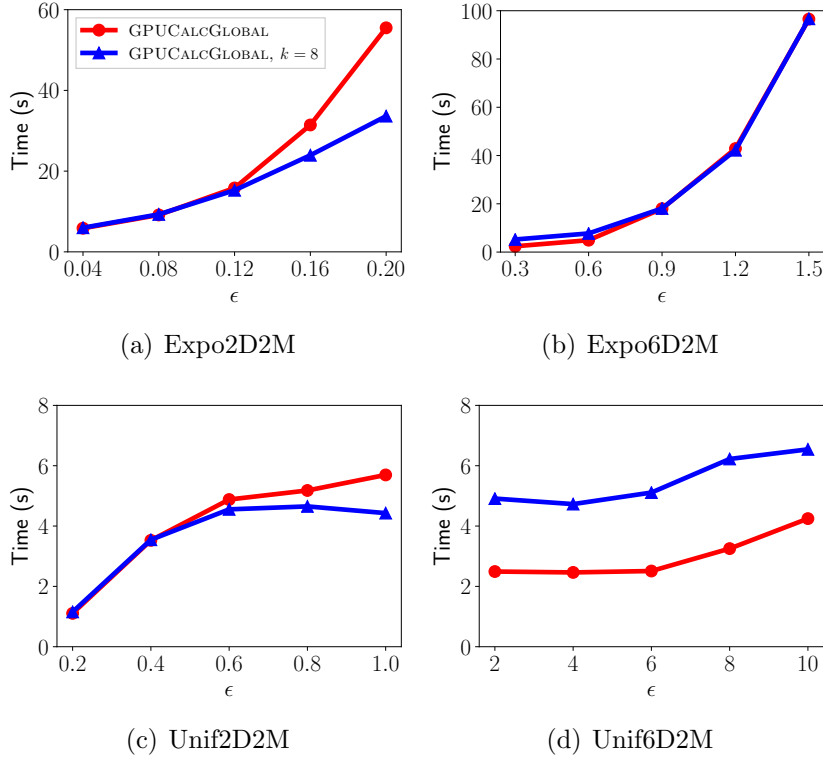 60
40
20
0
Time (s)
GPUCALCGLOBAL
GPUCALCGLOBAL, k = 8
0.04 0.08 0.12 0.16 0.20
ϵ
(a) Expo2D2M
100
80
60
40
20
0
Time (s)
0.3 0.6 0.9 1.2 1.5
ϵ
(b) Expo6D2M
8
6
4
2
0
Time (s)
0.2 0.4 0.6 0.8 1.0
ϵ
(c) Unif2D2M
8
6
4
2
0
Time (s)
2 4 6 8 10
ϵ
(d) Unif6D2M